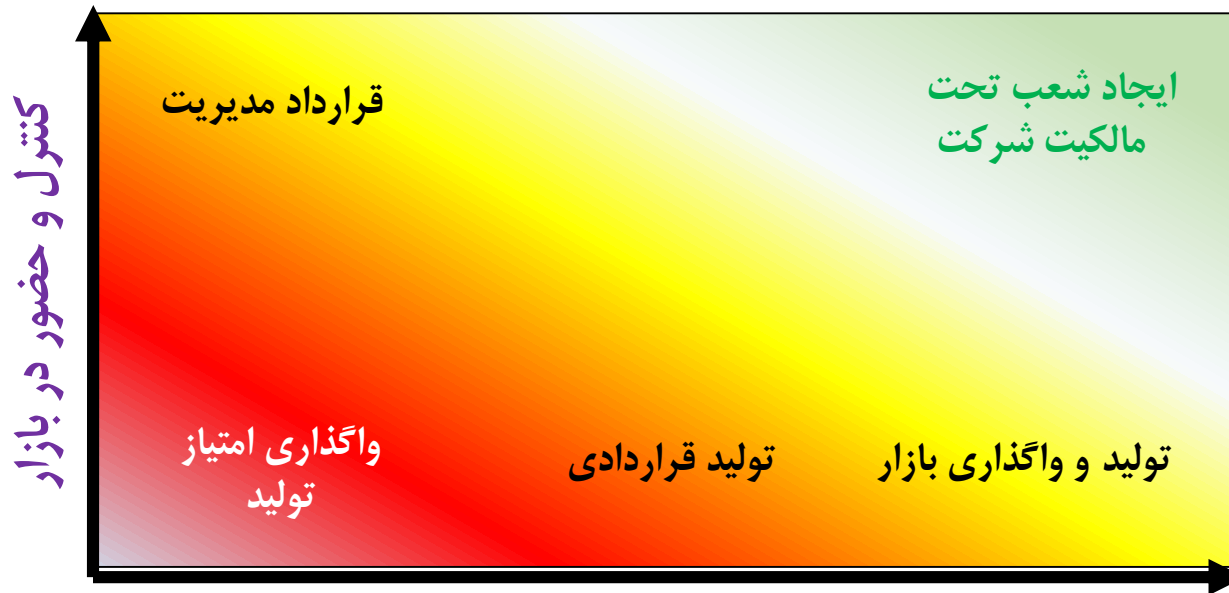 ایجاد شعب تحت
مالکیت شرکت
قرارداد مدیریت
کنترل و حضور در بازار
تولید و واگذاری بازار
تولید قراردادی
واگذاری امتیاز
تولید